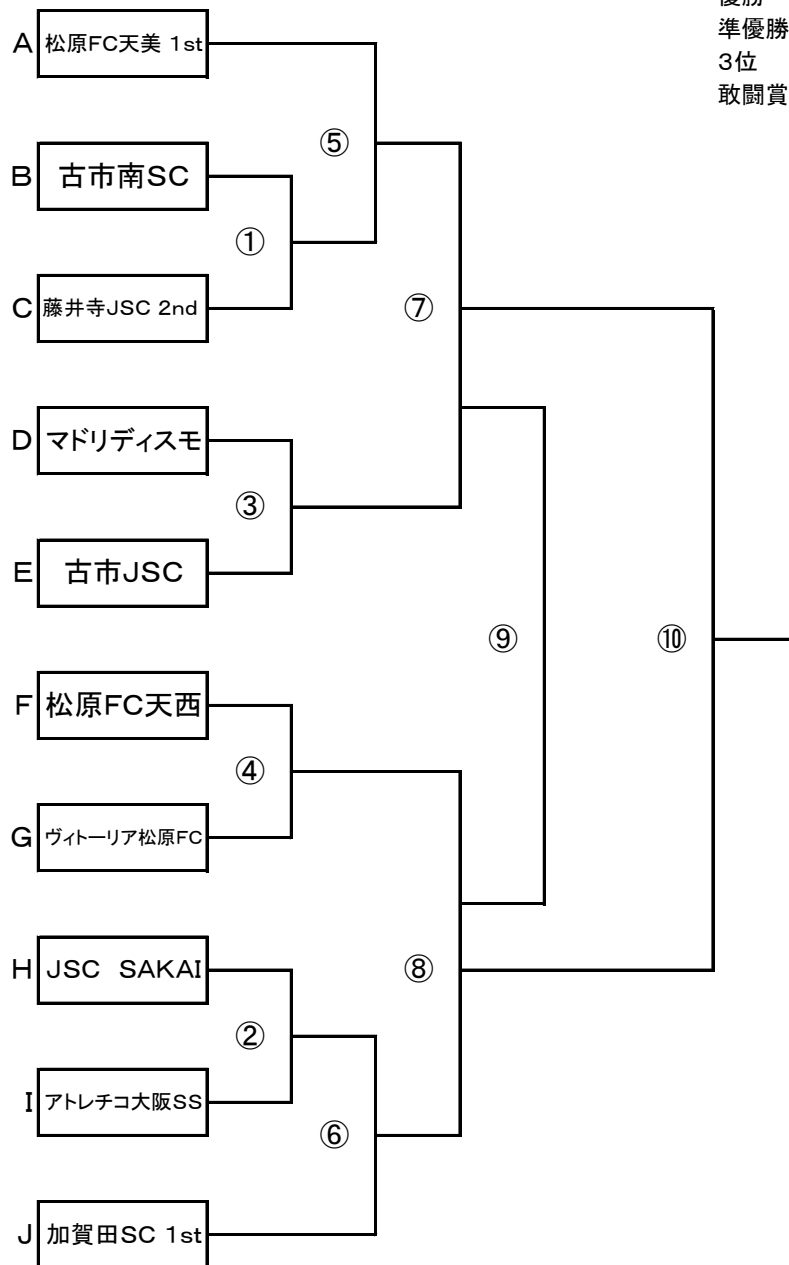 優勝
準優勝
3位
敢闘賞
A 松原FC天美 1st
⑤
B 古市南SC
①
C 藤井寺JSC 2nd
⑦
D マドリディスモ
③
E 古市JSC
⑨
⑩
F 松原FC天西
④
G ヴィトーリア松原FC
H JSC　SAKAI
⑧
②
I アトレチコ大阪SS
⑥
J 加賀田SC 1st